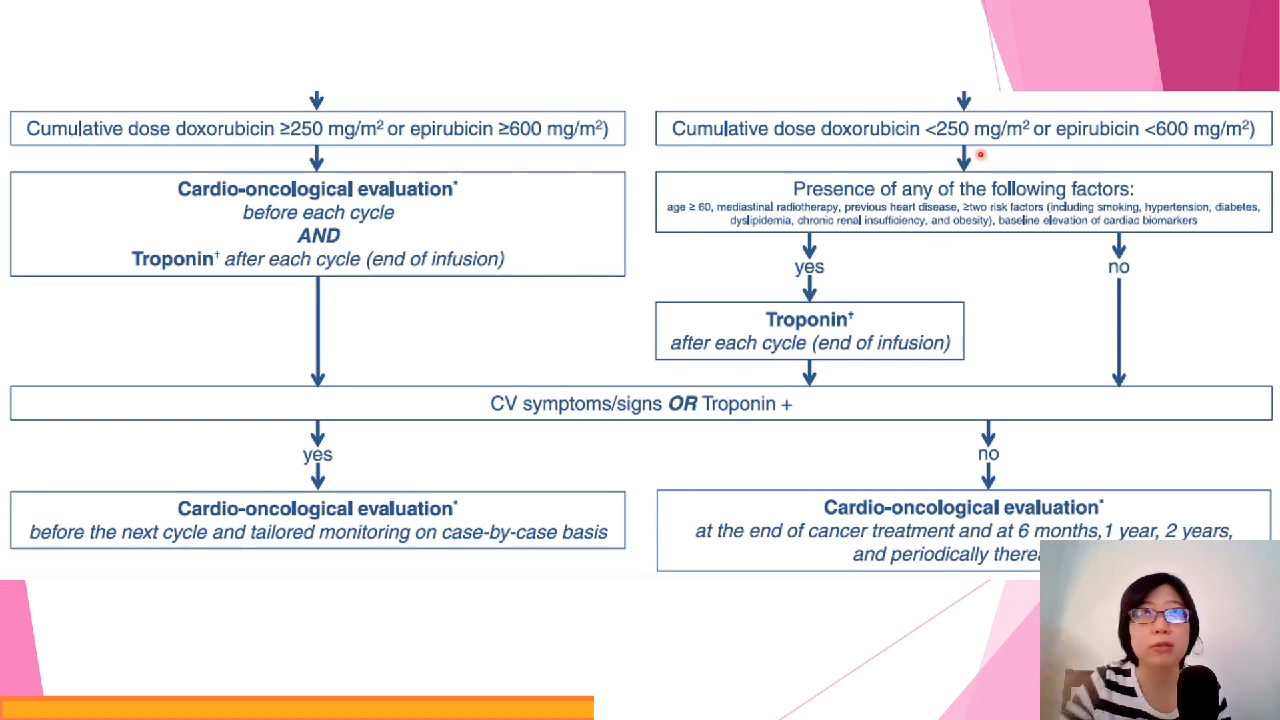 Cumulative dose doxorubicin ≥250 mg/m² or epirubicin ≥600 mg/m²)
Cardio-oncological evaluation*
before each cycle
AND
Troponin† after each cycle (end of infusion)
Cumulative dose doxorubicin <250 mg/m² or epirubicin <600 mg/m²)
Presence of any of the following factors:
age ≥ 60, mediastinal radiotherapy, previous heart disease, ≥two risk factors (including smoking, hypertension, diabetes,
dyslipidemia, chronic renal insufficiency, and obesity), baseline elevation of cardiac biomarkers
yes
no
Troponin†
after each cycle (end of infusion)
CV symptoms/signs OR Troponin +
yes
no
Cardio-oncological evaluation*
before the next cycle and tailored monitoring on case-by-case basis
Cardio-oncological evaluation*
at the end of cancer treatment and at 6 months,1 year, 2 years,
and periodically